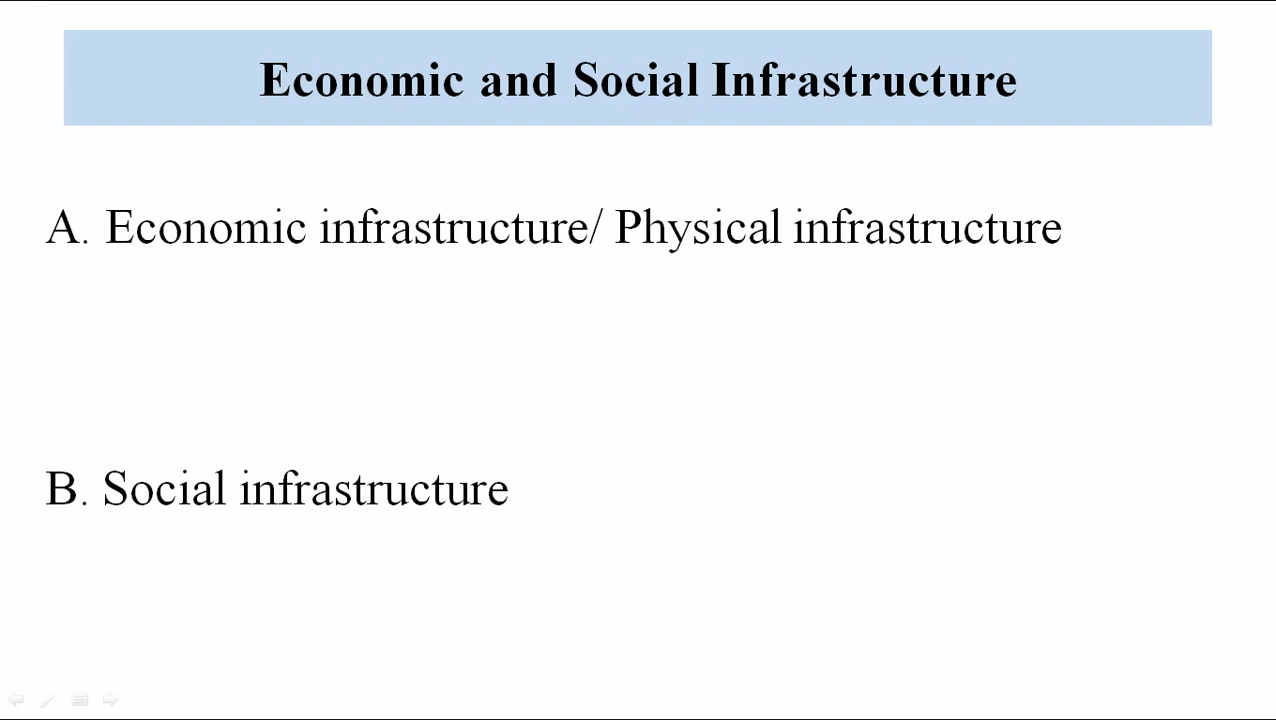 Economic and Social Infrastructure
A. Economic infrastructure/ Physical infrastructure
B. Social infrastructure